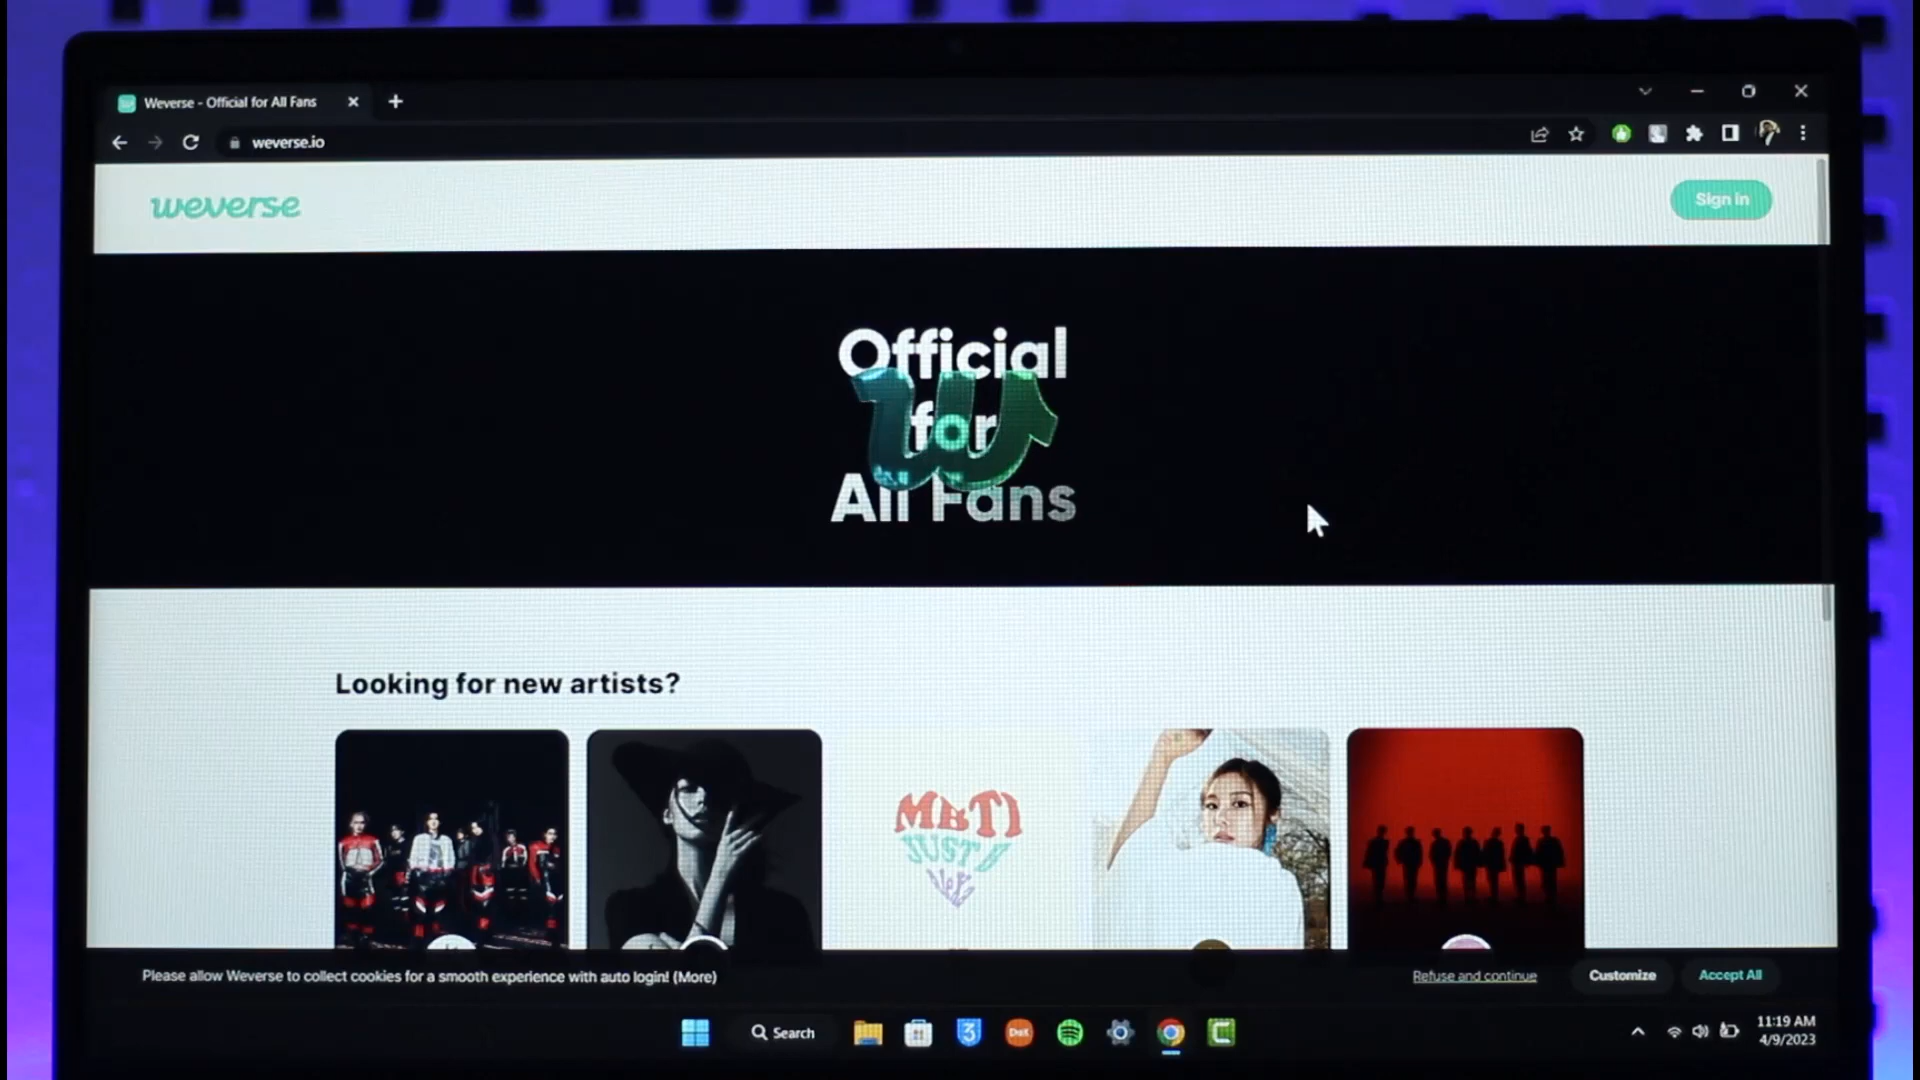 Weverse - Official for All Fans
weverse.io
weverse
Sign in
Official
for
All Fans
Looking for new artists?
MBTI
JUST B
Please allow Weverse to collect cookies for a smooth experience with auto login! (More)
Refuse and continue
Customize
Accept All
Search
11:19 AM
4/9/2023